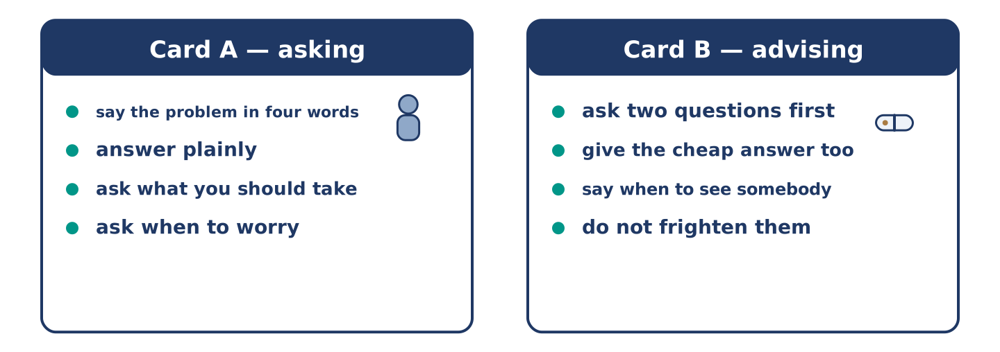 Card A — asking
say the problem in four words
answer plainly
ask what you should take
ask when to worry
Card B — advising
ask two questions first
give the cheap answer too
say when to see somebody
do not frighten them